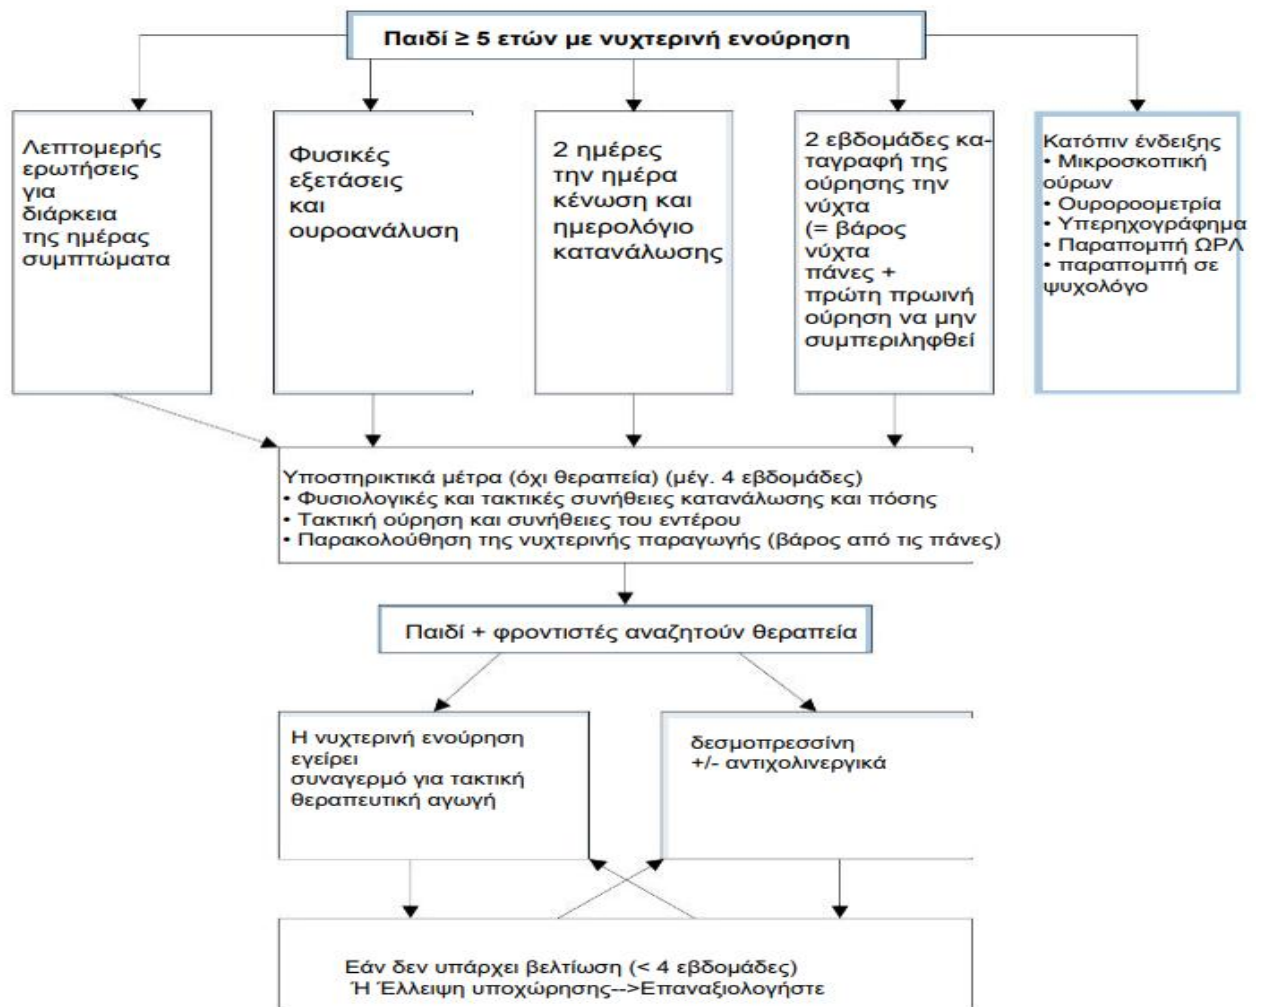 Παιδί ≥ 5 ετών με νυχτερινή ενούρηση
Λεπτομερής
ερωτήσεις
για
διάρκεια
της ημέρας
συμπτώματα
Φυσικές
εξετάσεις
και
ουροανάλυση
2 ημέρες
την ημέρα
κένωση και
ημερολόγιο
κατανάλωσης
2 εβδομάδες κα-
ταγραφή της
ούρησης την
νύχτα
(= βάρος
νύχτα
πάνες +
πρώτη πρωινή
ούρηση να μην
συμπεριληφθεί
Κατόπιν ένδειξης
• Μικροσκοπική
ούρων
• Ουροροομετρία
• Υπερηχογράφημα
• Παραπομπή ΩΡΛ
• παραπομπή σε
ψυχολόγο
Υποστηρικτικά μέτρα (όχι θεραπεία) (μέγ. 4 εβδομάδες)
• Φυσιολογικές και τακτικές συνήθειες κατανάλωσης και πόσης
• Τακτική ούρηση και συνήθειες του εντέρου
• Παρακολούθηση της νυχτερινής παραγωγής (βάρος από τις πάνες)
Παιδί + φροντιστές αναζητούν θεραπεία
Η νυχτερινή ενούρηση
εγείρει
συναγερμό για τακτική
θεραπευτική αγωγή
δεσμοπρεσσίνη
+/- αντιχολινεργικά
Εάν δεν υπάρχει βελτίωση (< 4 εβδομάδες)
Ή Έλλειψη υποχώρησης-->Επαναξιολογήστε